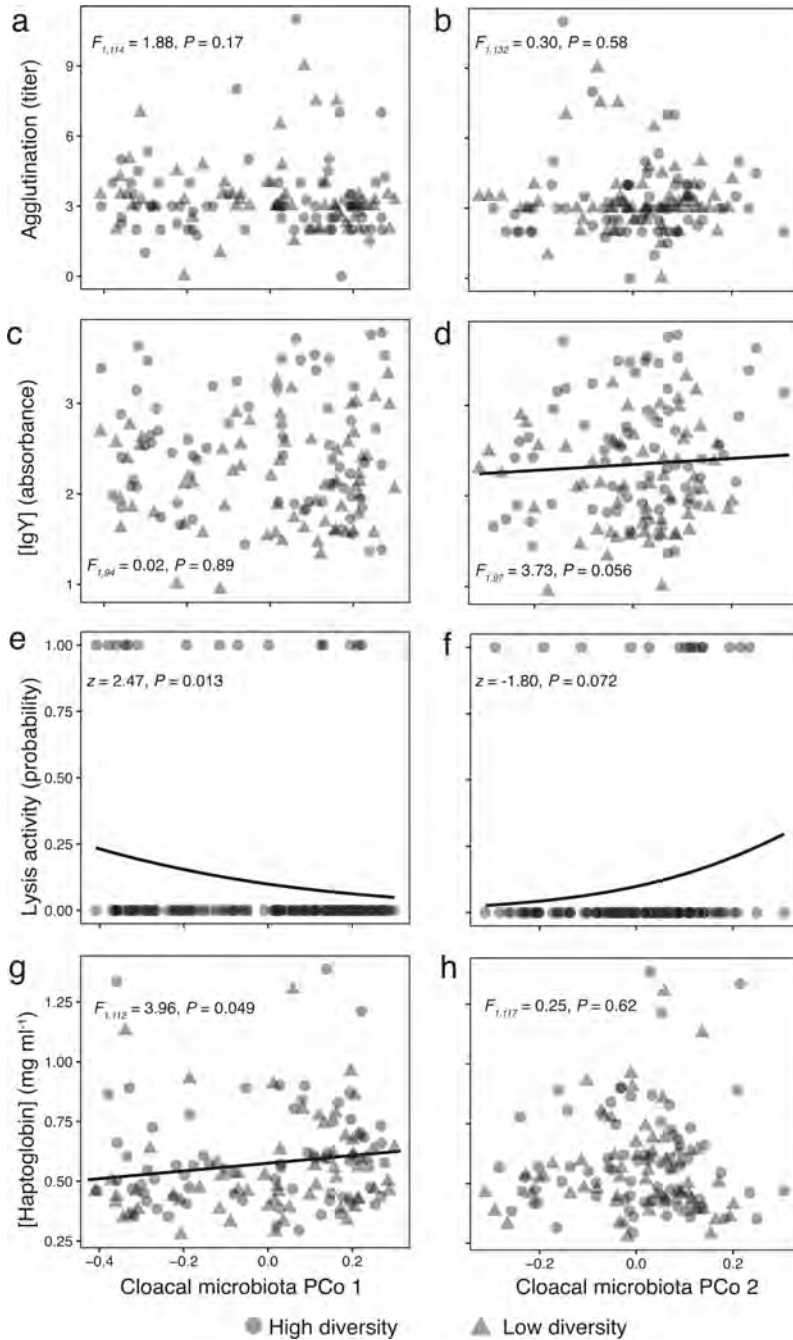 a
b
F1,114 = 1.88, P = 0.17
F1,132 = 0.30, P = 0.58
Agglutination (titer)
9
6
3
0
c
d
[IgY] (absorbance)
3
2
1
F1,94 = 0.02, P = 0.89
F1,97 = 3.73, P = 0.056
e
f
Lysis activity (probability)
1.00
0.75
0.50
0.25
0.00
z = 2.47, P = 0.013
z = -1.80, P = 0.072
g
h
[Haptoglobin] (mg ml-1)
1.25
1.00
0.75
0.50
0.25
F1,112 = 3.96, P = 0.049
F1,117 = 0.25, P = 0.62
−0.4 −0.2 0.0 0.2
−0.2 0.0 0.2
Cloacal microbiota PCo 1
Cloacal microbiota PCo 2
High diversity
Low diversity